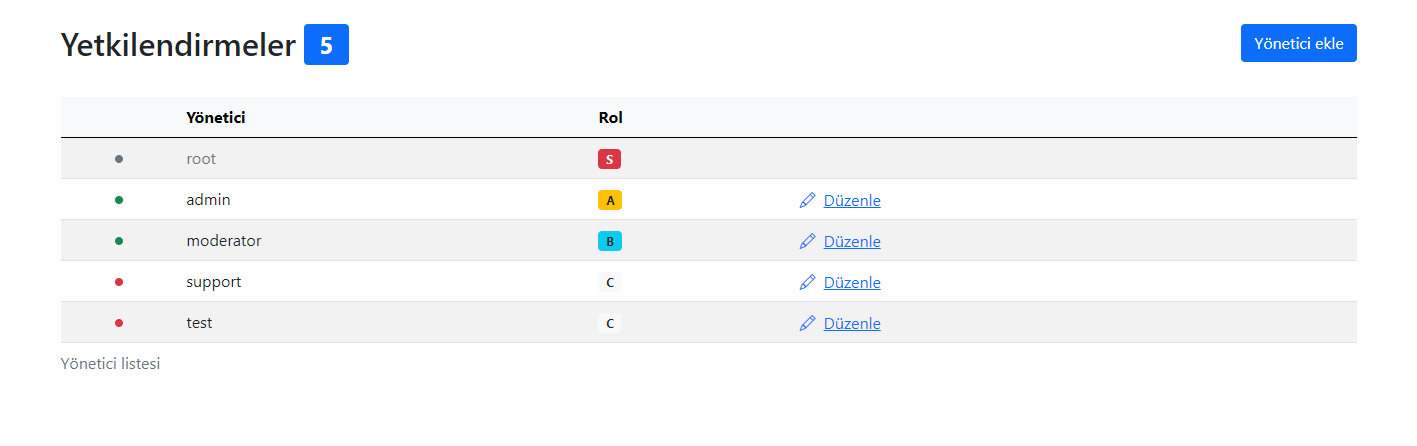 Yetkilendirmeler 5 Yönetici ekle
Yönetici Rol
root S
admin A Düzenle
moderator B Düzenle
support C Düzenle
test C Düzenle
Yönetici listesi